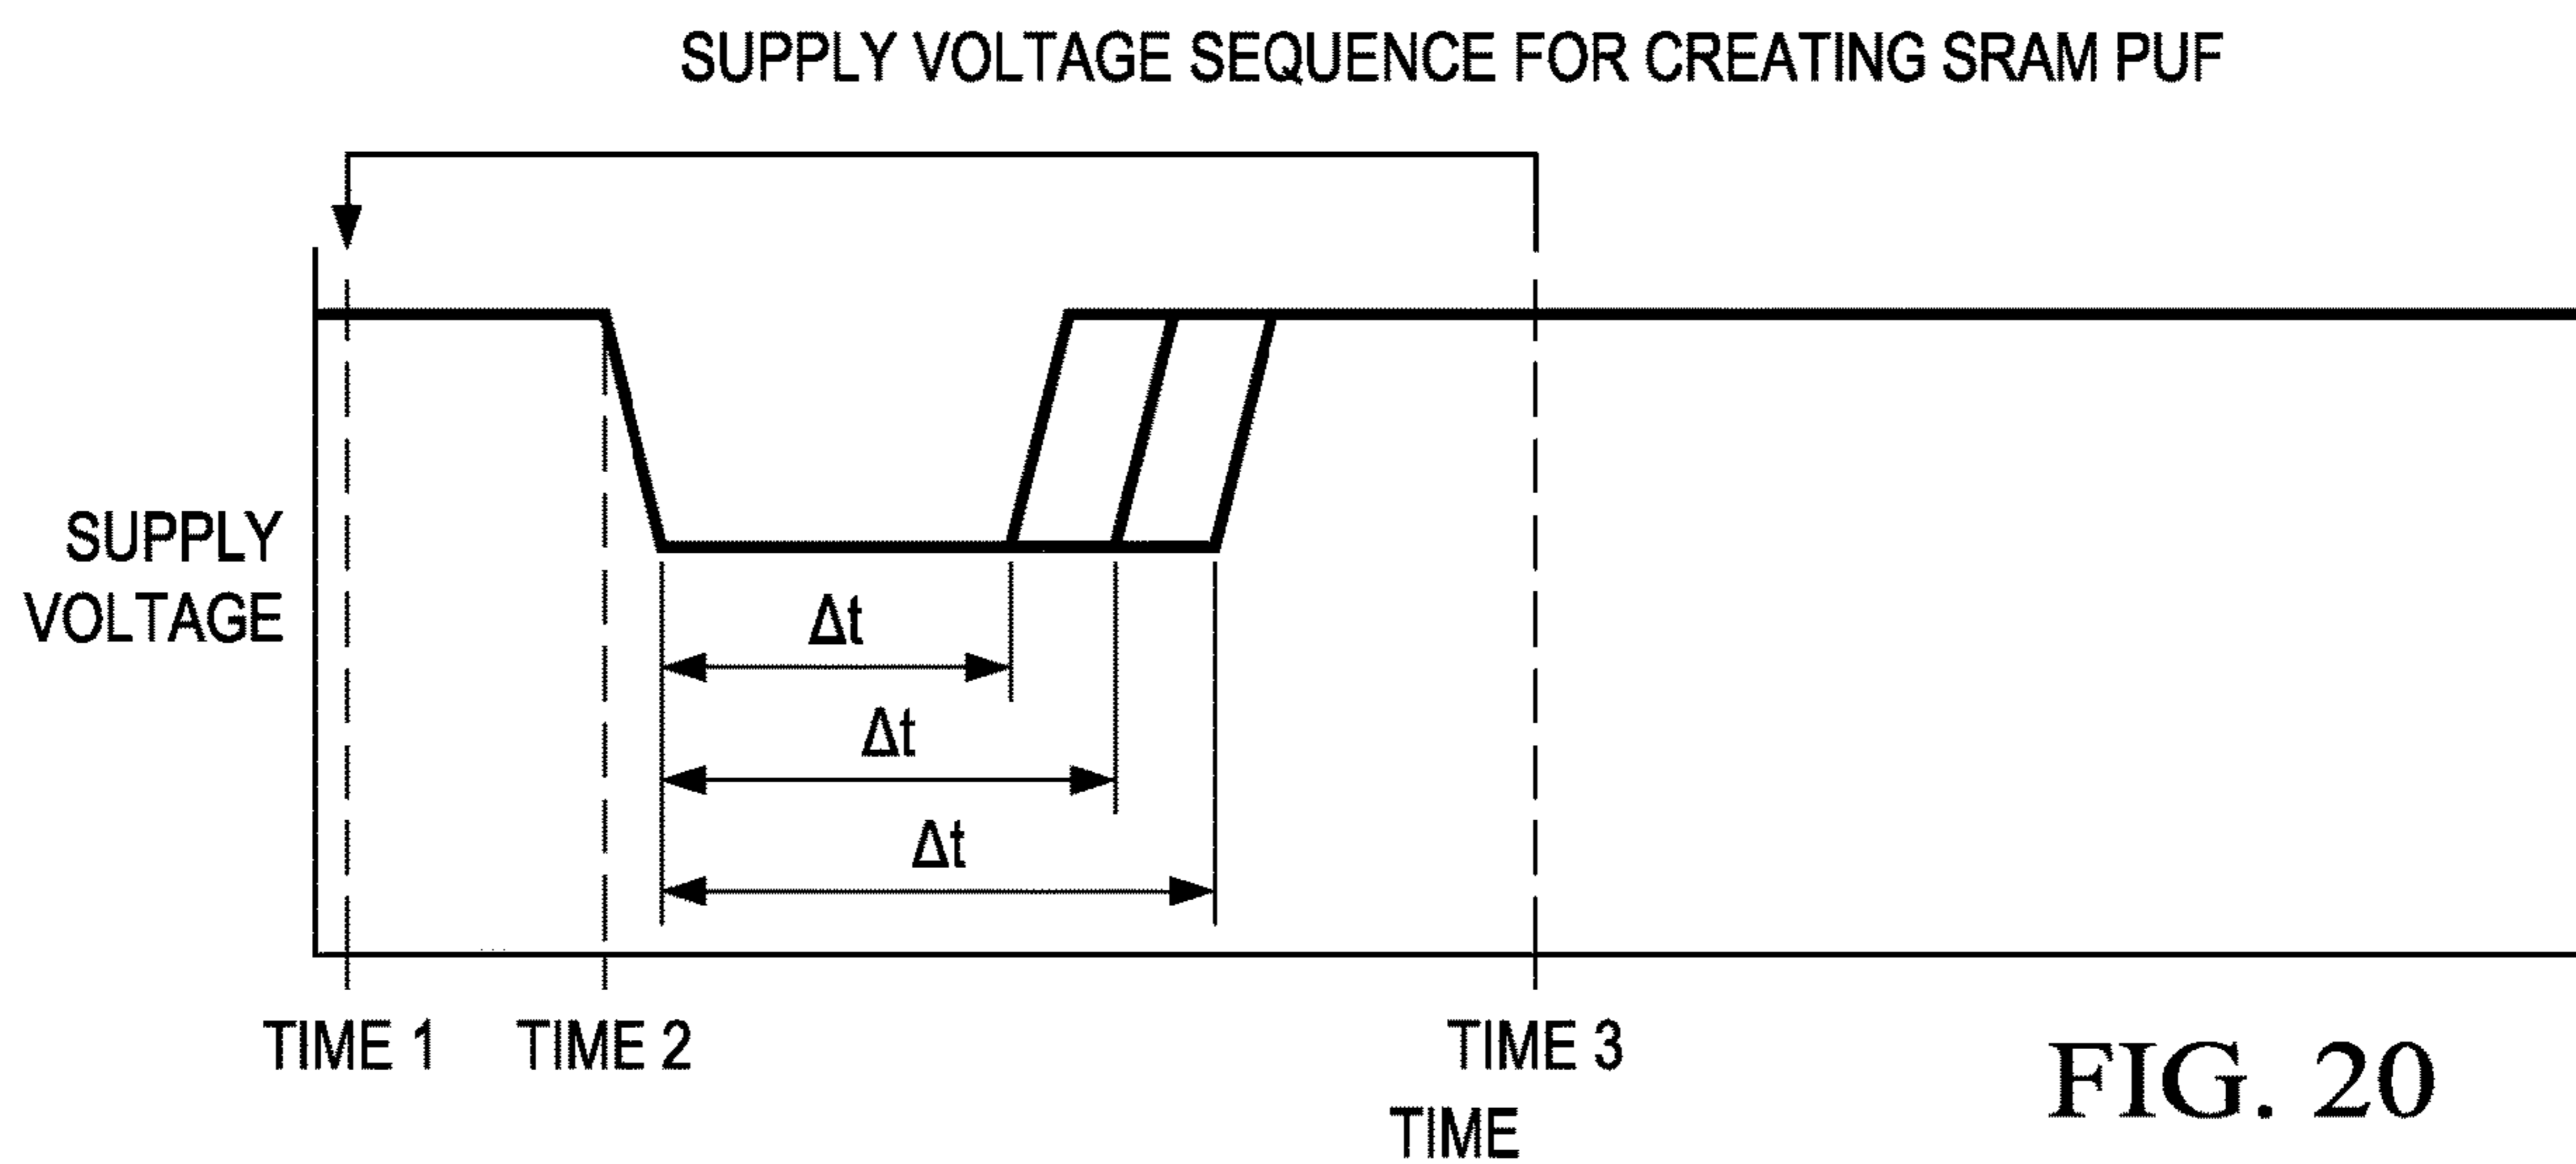 SUPPLY VOLTAGE SEQUENCE FOR CREATING SRAM PUF
SUPPLY
VOLTAGE
Δt
Δt
Δt
TIME 1
TIME 2
TIME 3
TIME
FIG. 20